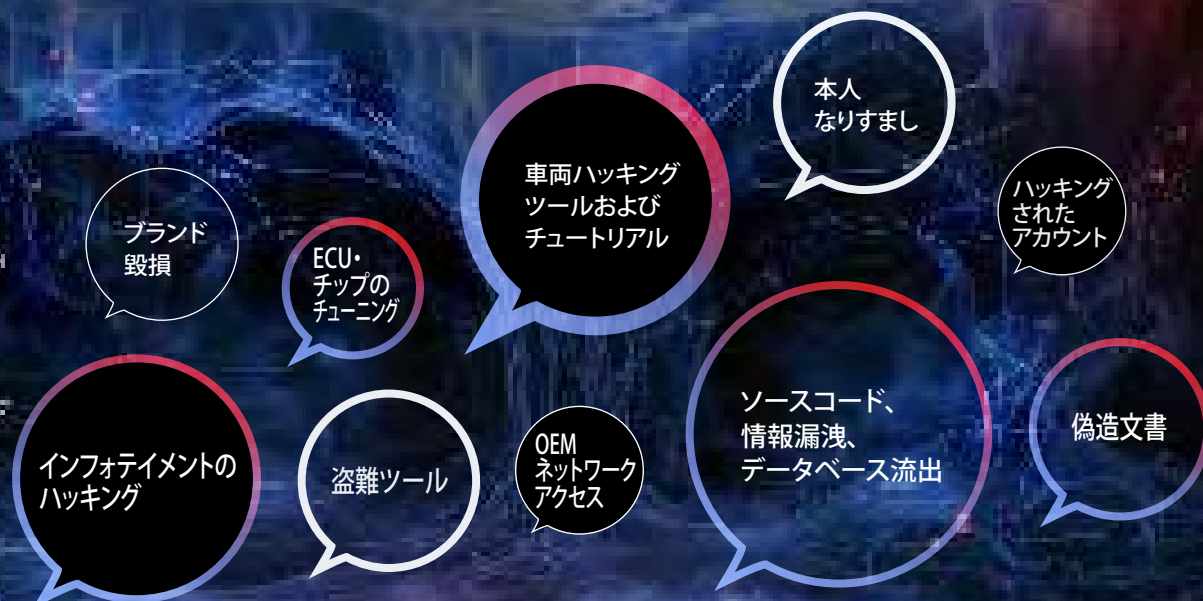 本人
なりすまし
車両ハッキング
ツールおよび
チュートリアル
ハッキング
された
アカウント
ブランド
毀損
ECU・
チップの
チューニング
ソースコード、
情報漏洩、
データベース流出
偽造文書
インフォテイメントの
ハッキング
盗難ツール
OEM
ネットワーク
アクセス